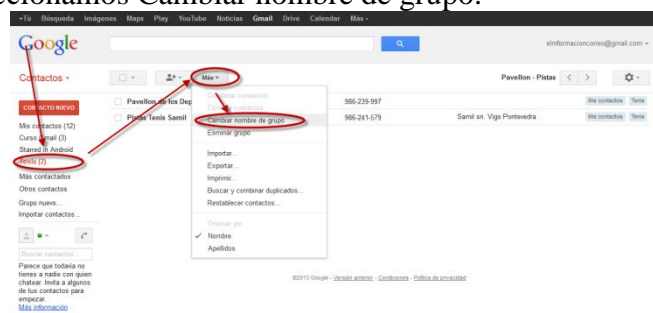 ecionamos Cambiar nombre de grupo.
+Tú Búsqueda Imágenes Maps Play YouTube Noticias Gmail Drive Calendar Más
Google
elnformacioncorreo@gmail.com
Contactos
Más
Pavellon - Pistas
CONTACTO NUEVO
Mis contactos (12)
Curso Gmail (3)
Starred in Android
Tenis (2)
Más contactados
Otros contactos
Grupo nuevo...
Importar contactos...
Buscar contactos...
Parece que todavía no
tienes a nadie con quien
chatear. Invita a algunos
de tus contactos para
empezar.
Más información
Pavellon de los Dep 986-239-997 Mis contactos Tenis
Pistas Tenis Samil 986-241-579 Samil sn. Vigo Pontevedra Mis contactos Tenis
contactos
contactos
Cambiar nombre de grupo
Eliminar grupo
Importar...
Exportar...
Imprimir...
Buscar y combinar duplicados...
Restablecer contactos...
Ordenar por
✓ Nombre
Apellidos
©2013 Google - Versión anterior - Condiciones - Política de privacidad